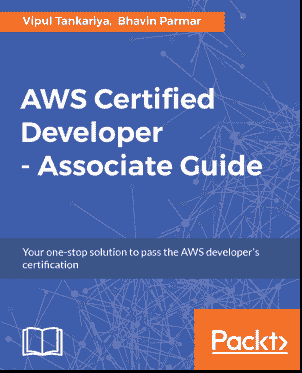 Vipul Tankariya, Bhavin Parmar
AWS Certified
Developer
- Associate Guide
Your one-stop solution to pass the AWS developer's
certification
Packt>